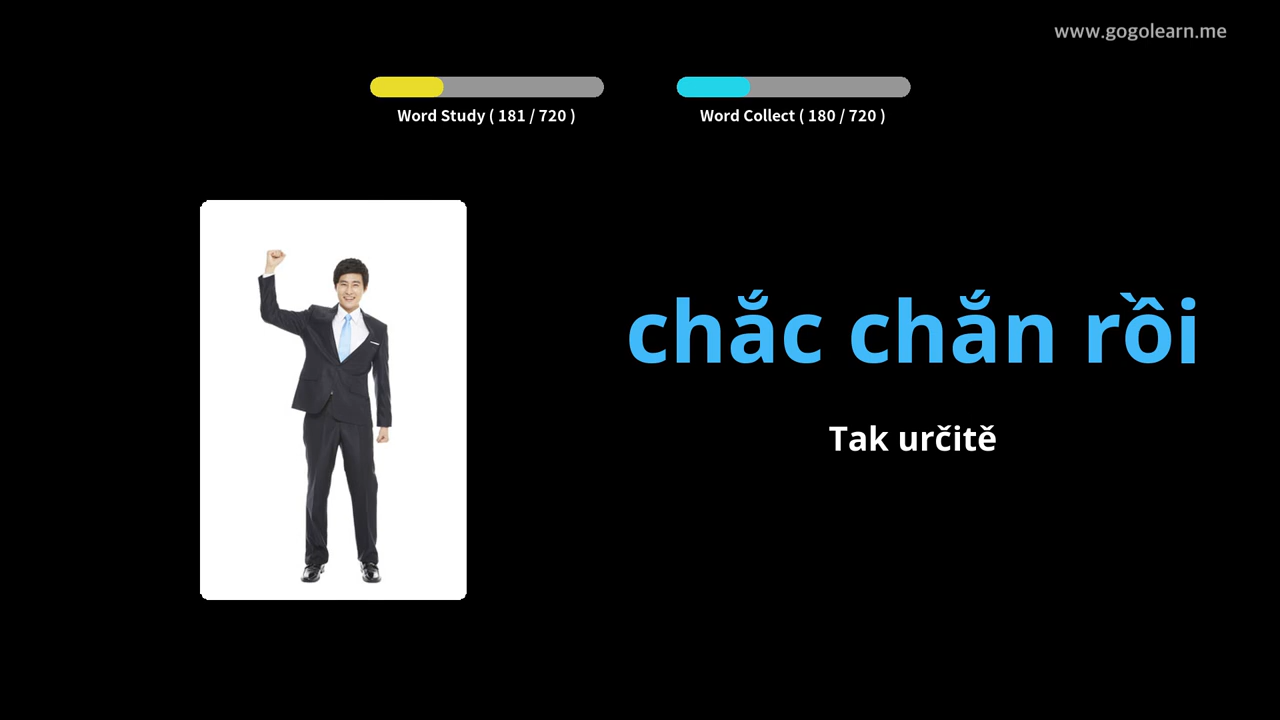 www.gogolearn.me
Word Study ( 181 / 720 )
Word Collect ( 180 / 720 )
chắc chắn rồi
Tak určitě